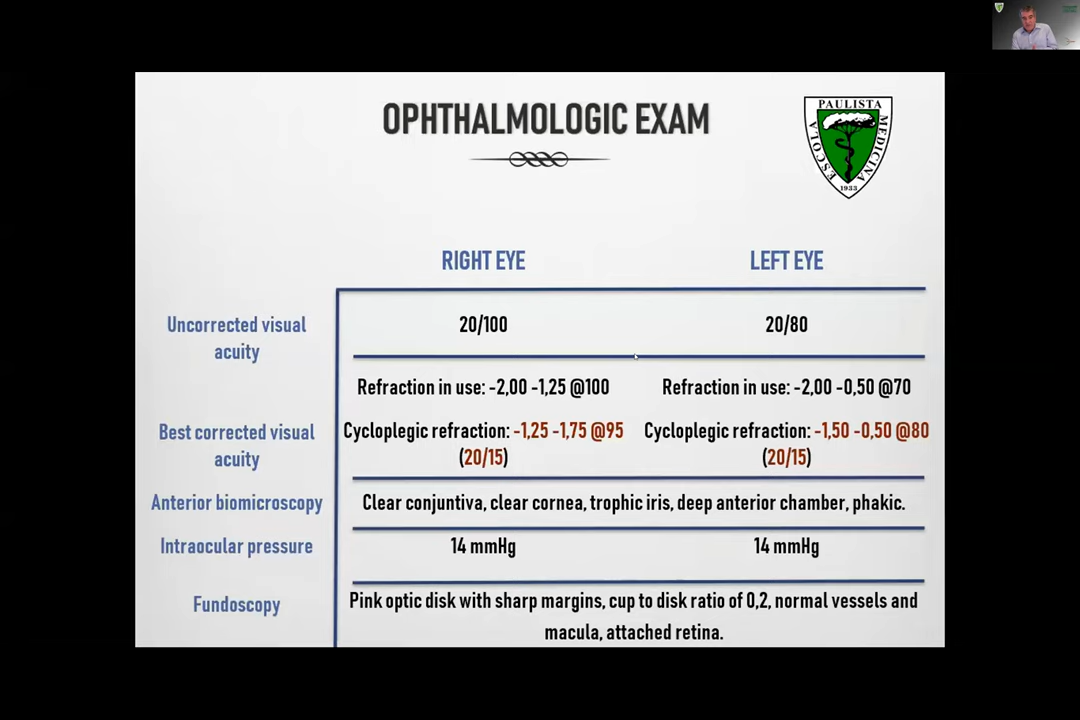 OPHTHALMOLOGIC EXAM
ESCOLA PAULISTA MEDICINA
1933
RIGHT EYE LEFT EYE
Uncorrected visual acuity
20/100 20/80
Best corrected visual acuity
Refraction in use: -2,00 -1,25 @100 Refraction in use: -2,00 -0,50 @70
Cycloplegic refraction: -1,25 -1,75 @95 Cycloplegic refraction: -1,50 -0,50 @80
(20/15) (20/15)
Anterior biomicroscopy Clear conjuntiva, clear cornea, trophic iris, deep anterior chamber, phakic.
Intraocular pressure 14 mmHg 14 mmHg
Fundoscopy Pink optic disk with sharp margins, cup to disk ratio of 0,2, normal vessels and
macula, attached retina.